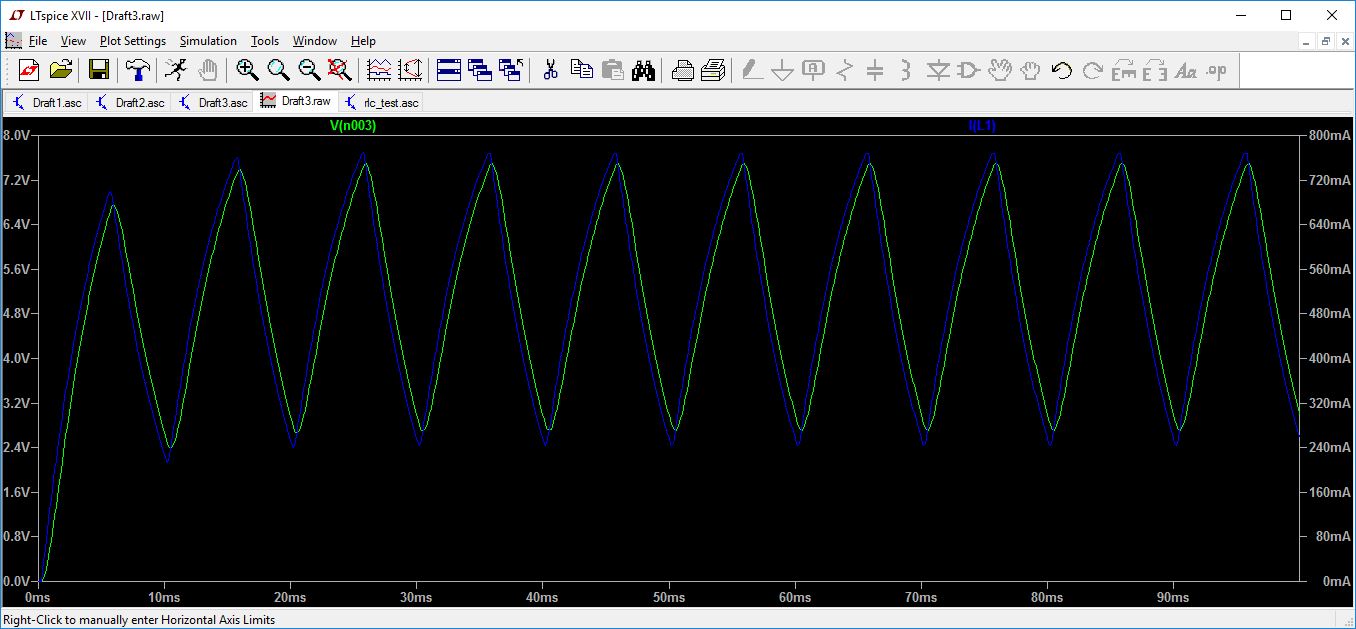 LTspice XVII - [Draft3.raw]
File View Plot Settings Simulation Tools Window Help
Aa .op
Draft1.asc Draft2.asc Draft3.asc Draft3.raw rlc_test.asc
V(n003) I(L1)
8.0V 800mA
7.2V 720mA
6.4V 640mA
5.6V 560mA
4.8V 480mA
4.0V 400mA
3.2V 320mA
2.4V 240mA
1.6V 160mA
0.8V 80mA
0.0V 0mA
0ms 10ms 20ms 30ms 40ms 50ms 60ms 70ms 80ms 90ms
Right-Click to manually enter Horizontal Axis Limits